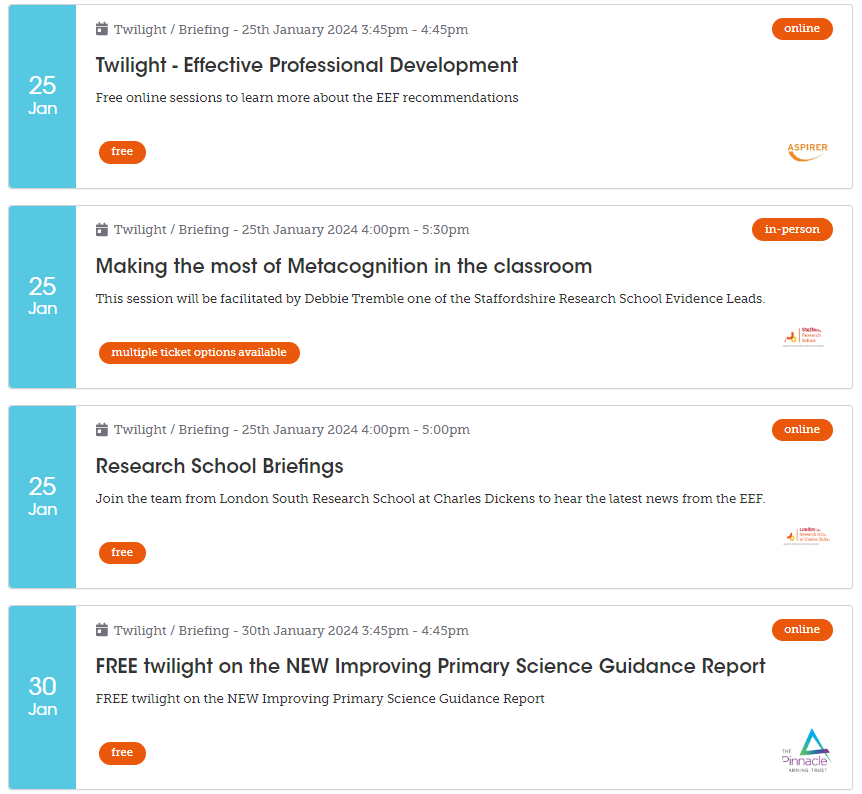 25
Jan
Twilight / Briefing - 25th January 2024 3:45pm - 4:45pm
online
Twilight - Effective Professional Development
Free online sessions to learn more about the EEF recommendations
free
ASPIRER
25
Jan
Twilight / Briefing - 25th January 2024 4:00pm - 5:30pm
in-person
Making the most of Metacognition in the classroom
This session will be facilitated by Debbie Tremble one of the Staffordshire Research School Evidence Leads.
multiple ticket options available
Research
School
25
Jan
Twilight / Briefing - 25th January 2024 4:00pm - 5:00pm
online
Research School Briefings
Join the team from London South Research School at Charles Dickens to hear the latest news from the EEF.
free
30
Jan
Twilight / Briefing - 30th January 2024 3:45pm - 4:45pm
online
FREE twilight on the NEW Improving Primary Science Guidance Report
FREE twilight on the NEW Improving Primary Science Guidance Report
free
THE
Pinnacle
TRUST